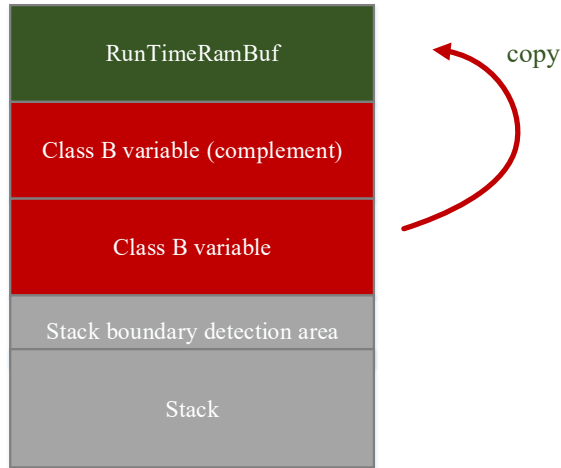 RunTimeRamBuf
copy
Class B variable (complement)
Class B variable
Stack boundary detection area
Stack